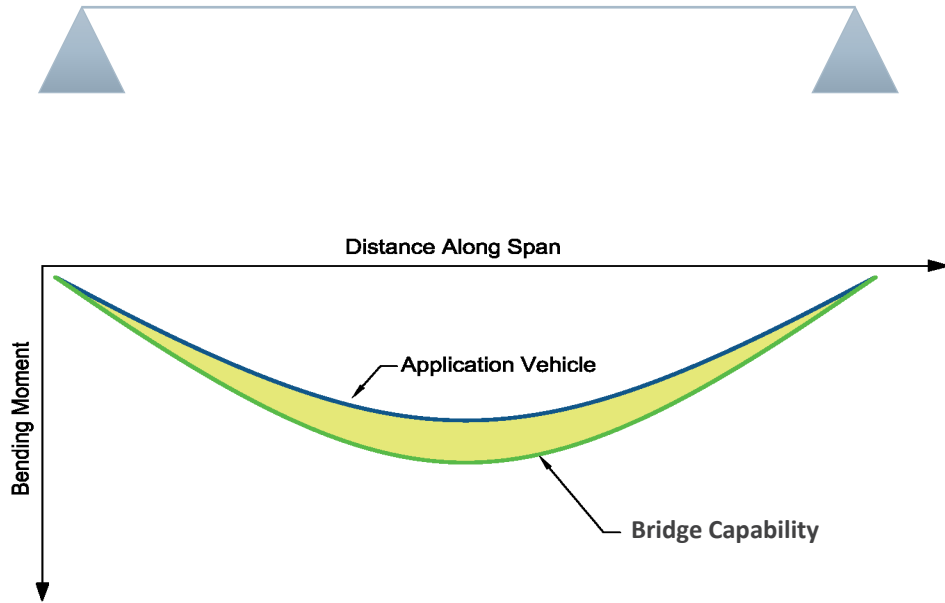 Distance Along Span
Application Vehicle
Bending Moment
Bridge Capability